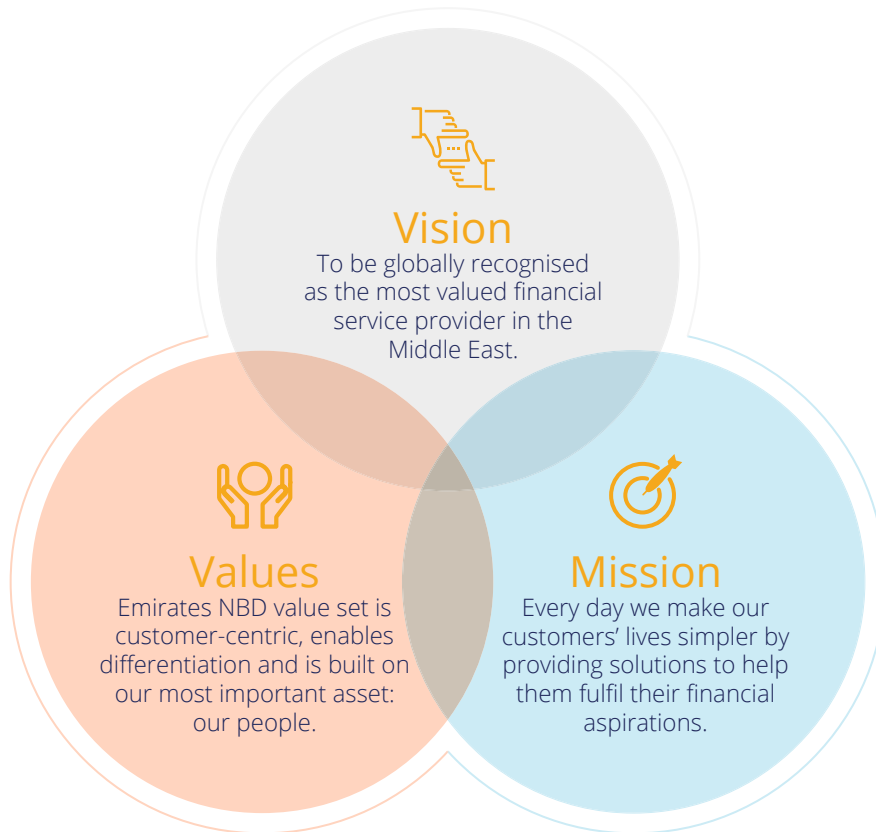 Vision
To be globally recognised
as the most valued financial
service provider in the
Middle East.
Values
Emirates NBD value set is
customer-centric, enables
differentiation and is built on
our most important asset:
our people.
Mission
Every day we make our
customers’ lives simpler by
providing solutions to help
them fulfil their financial
aspirations.